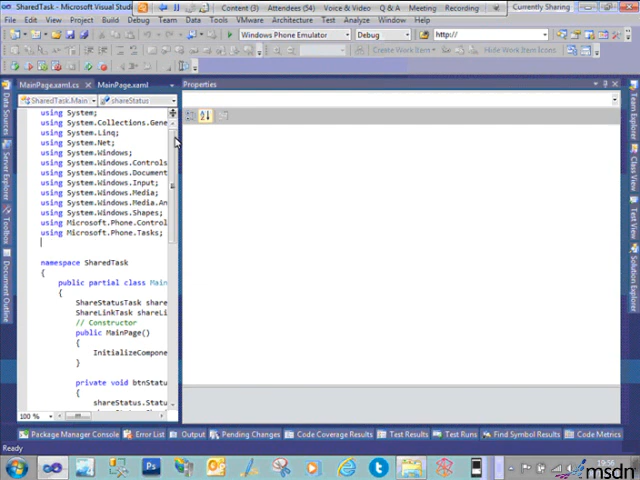 SharedTask - Microsoft Visual Studio
Content (3) Attendees (54) Voice & Video Q & A Meeting Recording
Currently Sharing
File Edit View Project Build Debug Team Data Tools VMware Architecture Test Analyze Window Help
Windows Phone Emulator Debug http://
Create Work Item Hide Work Item
MainPage.xaml.cs MainPage.xaml
Properties
SharedTask.Main shareStatus
using System;
using System.Collections.Gene
using System.Linq;
using System.Net;
using System.Windows;
using System.Windows.Controls
using System.Windows.Document
using System.Windows.Input;
using System.Windows.Media;
using System.Windows.Media.An
using System.Windows.Shapes;
using Microsoft.Phone.Control
using Microsoft.Phone.Tasks;
namespace SharedTask
{
public partial class Main
{
ShareStatusTask share
ShareLinkTask shareLi
// Constructor
public MainPage()
{
InitializeCompone
}
private void btnStatu
{
shareStatus.Statu
100 %
Data Sources
Server Explorer
Toolbox
Document Outline
Team Explorer
Class View
Test View
Solution Explorer
Package Manager Console Error List Output Pending Changes Code Coverage Results Test Results Test Runs Find Symbol Results Code Metrics
Ready
19:56
msdn